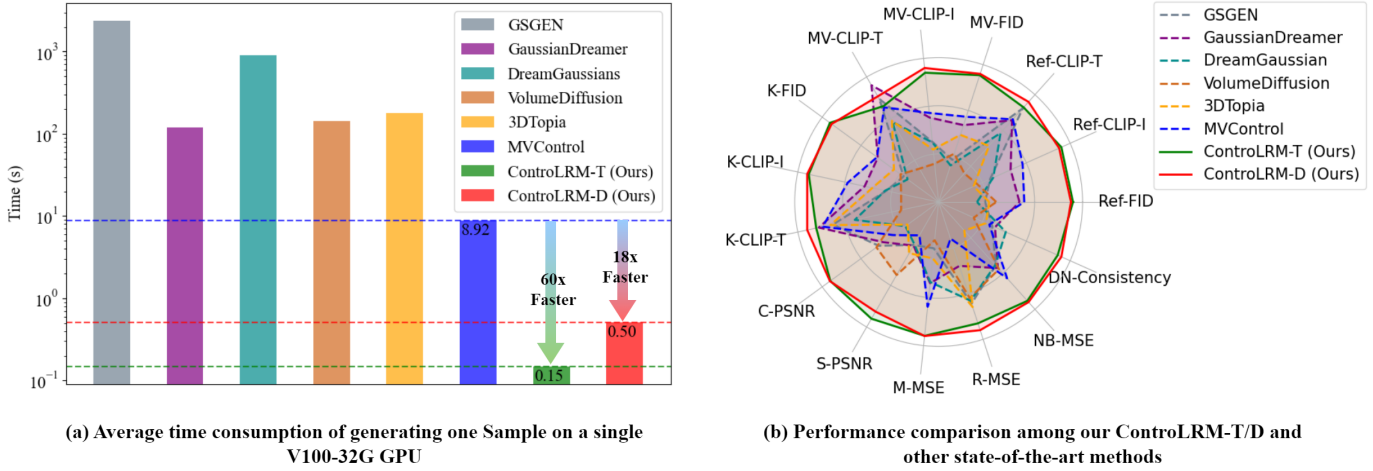 Time (s)
10³
10²
10¹
10⁰
10⁻¹
GSGEN
GaussianDreamer
DreamGaussians
VolumeDiffusion
3DTopia
MVControl
ControLRM-T (Ours)
ControLRM-D (Ours)
8.92
60x
Faster
18x
Faster
0.15
0.50
(a) Average time consumption of generating one Sample on a single
V100-32G GPU
MV-CLIP-I
MV-FID
MV-CLIP-T
Ref-CLIP-T
K-FID
Ref-CLIP-I
K-CLIP-I
Ref-FID
K-CLIP-T
DN-Consistency
C-PSNR
NB-MSE
S-PSNR
R-MSE
M-MSE
GSGEN
GaussianDreamer
DreamGaussian
VolumeDiffusion
3DTopia
MVControl
ControLRM-T (Ours)
ControLRM-D (Ours)
(b) Performance comparison among our ControLRM-T/D and
other state-of-the-art methods